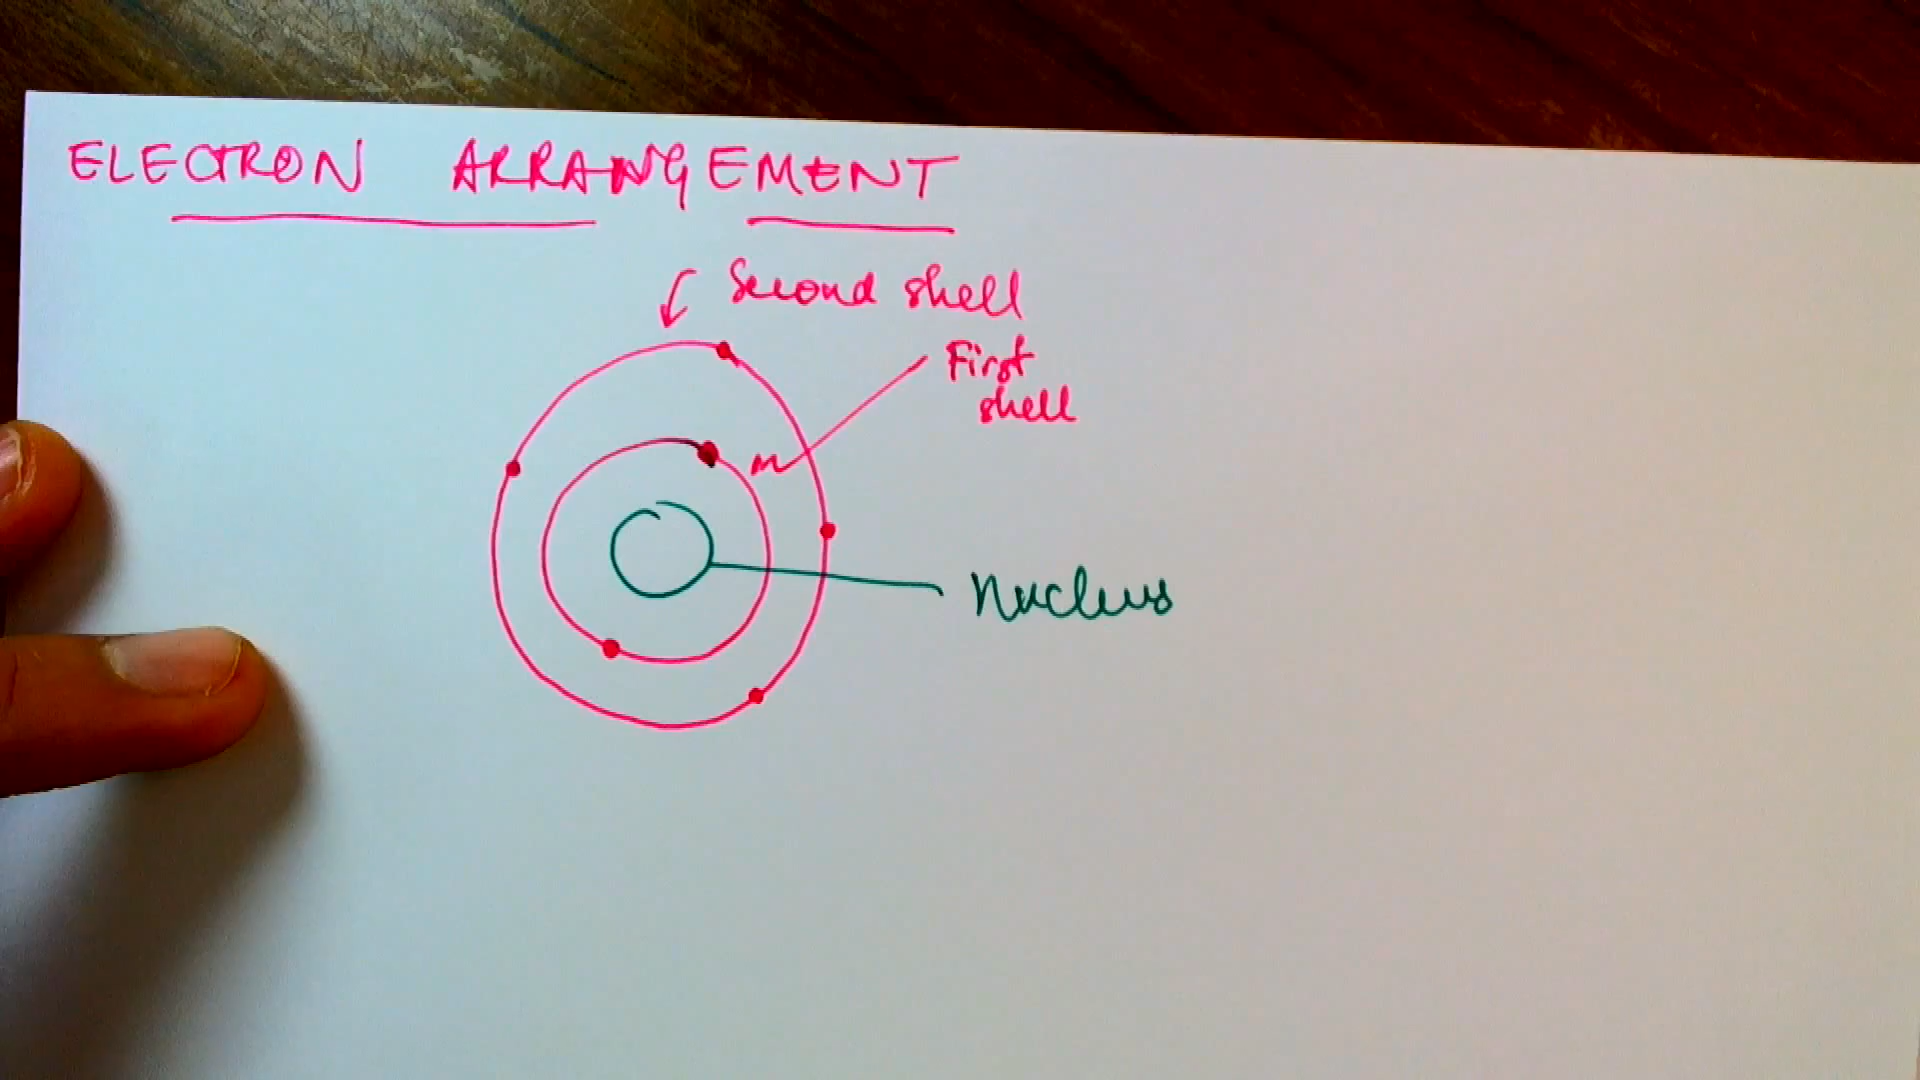 ELECTRON ARRANGEMENT
Second shell
First
shell
Nucleus